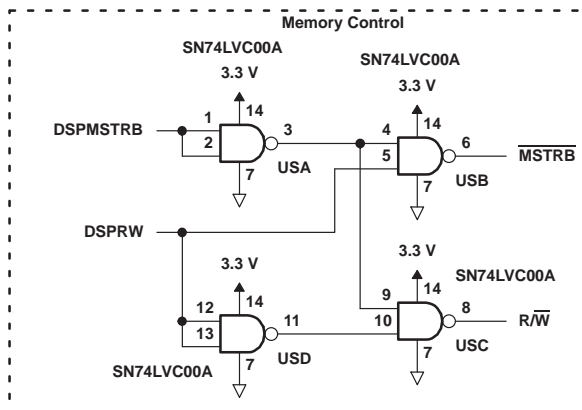 Memory Control
SN74LVC00A
SN74LVC00A
3.3 V
3.3 V
14
14
1
2
3
4
5
6
DSPMSTRB
MSTRB
USA
USB
7
7
DSPRW
3.3 V
3.3 V
SN74LVC00A
14
14
12
13
11
9
10
8
R/W
USD
USC
7
7
SN74LVC00A